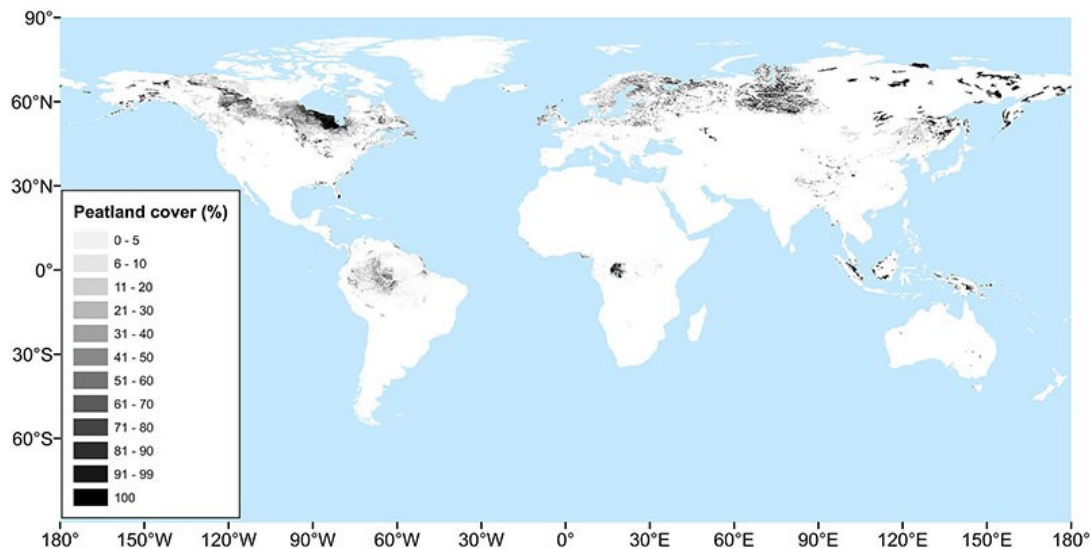 90°
60°N
30°N
0°
30°S
60°S
Peatland cover (%)
0 - 5
6 - 10
11 - 20
21 - 30
31 - 40
41 - 50
51 - 60
61 - 70
71 - 80
81 - 90
91 - 99
100
180° 150°W 120°W 90°W 60°W 30°W 0° 30°E 60°E 90°E 120°E 150°E 180°